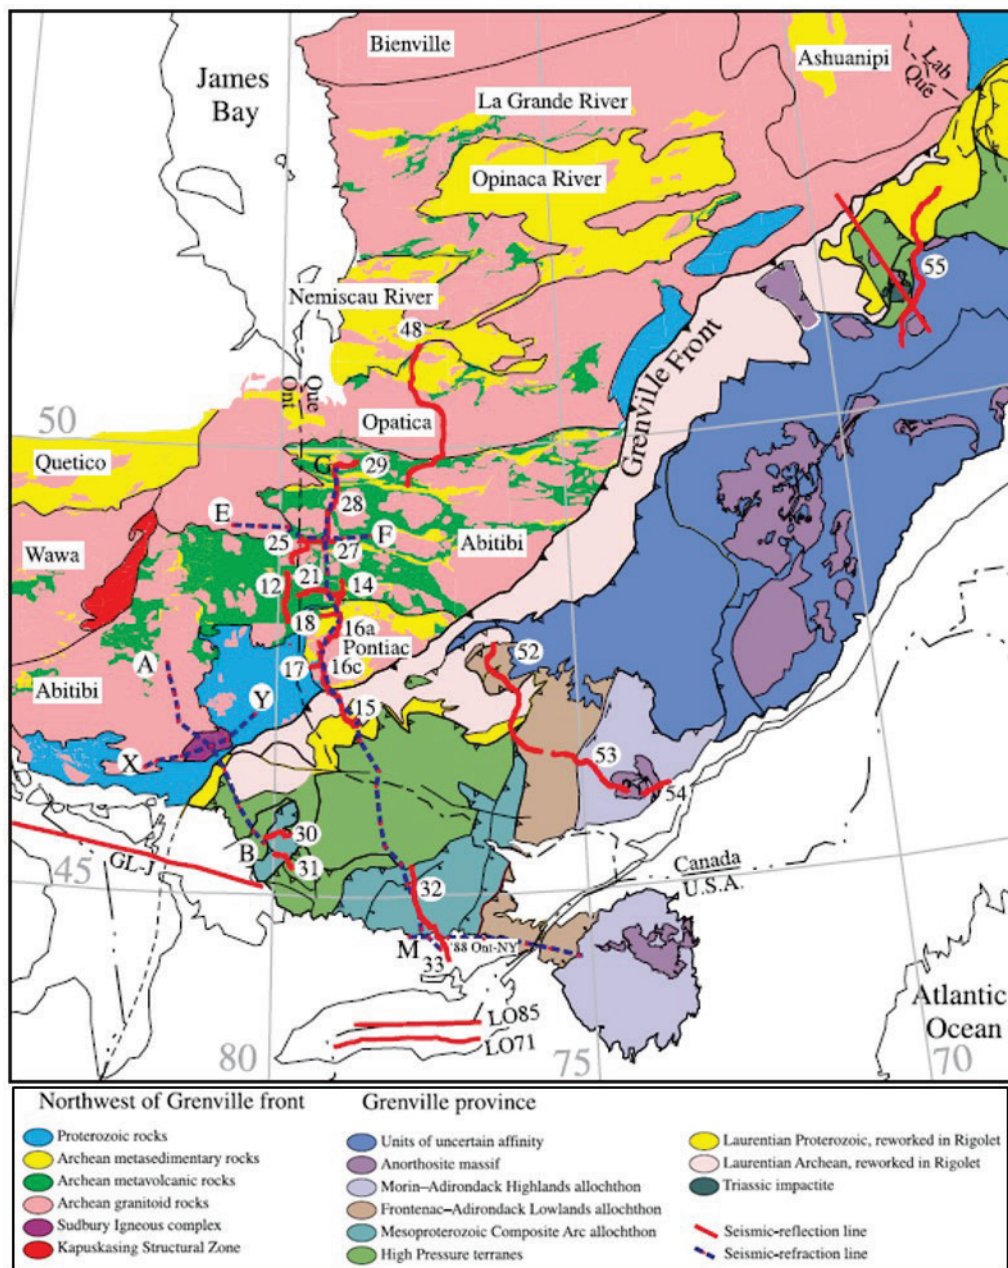 Bienville
James
Bay
Ashuanipi
Lab
Qué
La Grande River
Opinaca River
55
Nemiscau River
48
Grenville Front
Que
Ont
50
Opatica
Quetico
G
29
28
E
F
25
27
Abitibi
Wawa
12
21
14
18
16a
Pontiac
16c
17
52
A
Abitibi
Y
15
X
53
54
30
B
31
GL-J
45
32
Canada
U.S.A.
M
'88 Ont-NY
33
Atlantic
Ocean
LO85
LO71
80
75
70
Northwest of Grenville front
Proterozoic rocks
Archean metasedimentary rocks
Archean metavolcanic rocks
Archean granitoid rocks
Sudbury Igneous complex
Kapuskasing Structural Zone
Grenville province
Units of uncertain affinity
Anorthosite massif
Morin–Adirondack Highlands allochthon
Frontenac–Adirondack Lowlands allochthon
Mesoproterozoic Composite Arc allochthon
High Pressure terranes
Laurentian Proterozoic, reworked in Rigolet
Laurentian Archean, reworked in Rigolet
Triassic impactite
Seismic-reflection line
Seismic-refraction line